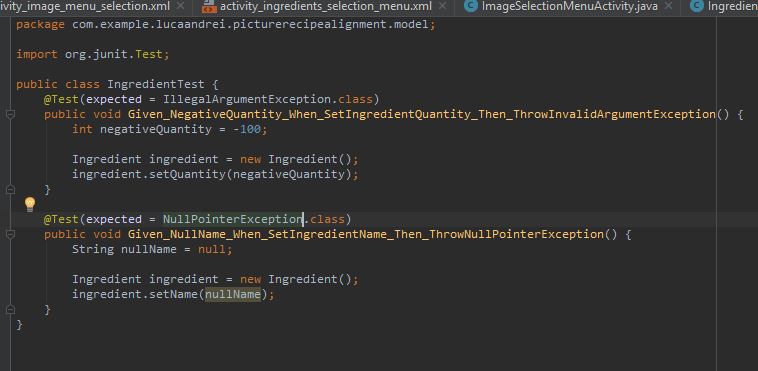 ivity_image_menu_selection.xml × activity_ingredients_selection_menu.xml × ImageSelectionMenuActivity.java × Ingredien
package com.example.lucaandrei.picturerecipealignment.model;
import org.junit.Test;
public class IngredientTest {
@Test(expected = IllegalArgumentException.class)
public void Given_NegativeQuantity_When_SetIngredientQuantity_Then_ThrowInvalidArgumentException() {
int negativeQuantity = -100;
Ingredient ingredient = new Ingredient();
ingredient.setQuantity(negativeQuantity);
}
@Test(expected = NullPointerException.class)
public void Given_NullName_When_SetIngredientName_Then_ThrowNullPointerException() {
String nullName = null;
Ingredient ingredient = new Ingredient();
ingredient.setName(nullName);
}
}